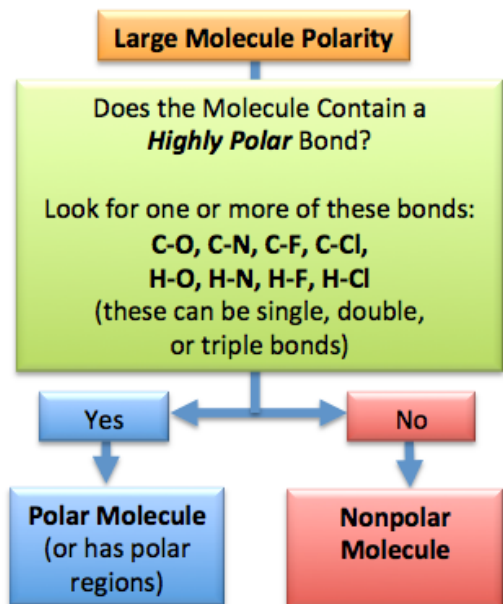 Large Molecule Polarity
Does the Molecule Contain a
Highly Polar Bond?
Look for one or more of these bonds:
C-O, C-N, C-F, C-Cl,
H-O, H-N, H-F, H-Cl
(these can be single, double,
or triple bonds)
Yes
No
Polar Molecule
(or has polar
regions)
Nonpolar
Molecule